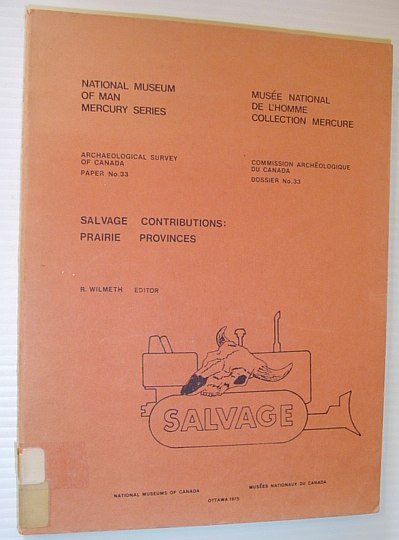 NATIONAL MUSEUM
OF MAN
MERCURY SERIES
MUSÉE NATIONAL
DE L'HOMME
COLLECTION MERCURE
ARCHAEOLOGICAL SURVEY
OF CANADA
PAPER No.33
COMMISSION ARCHÉOLOGIQUE
DU CANADA
DOSSIER No.33
SALVAGE CONTRIBUTIONS:
PRAIRIE PROVINCES
R. WILMETH EDITOR
SALVAGE
NATIONAL MUSEUMS OF CANADA
MUSÉES NATIONAUX DU CANADA
OTTAWA 1975